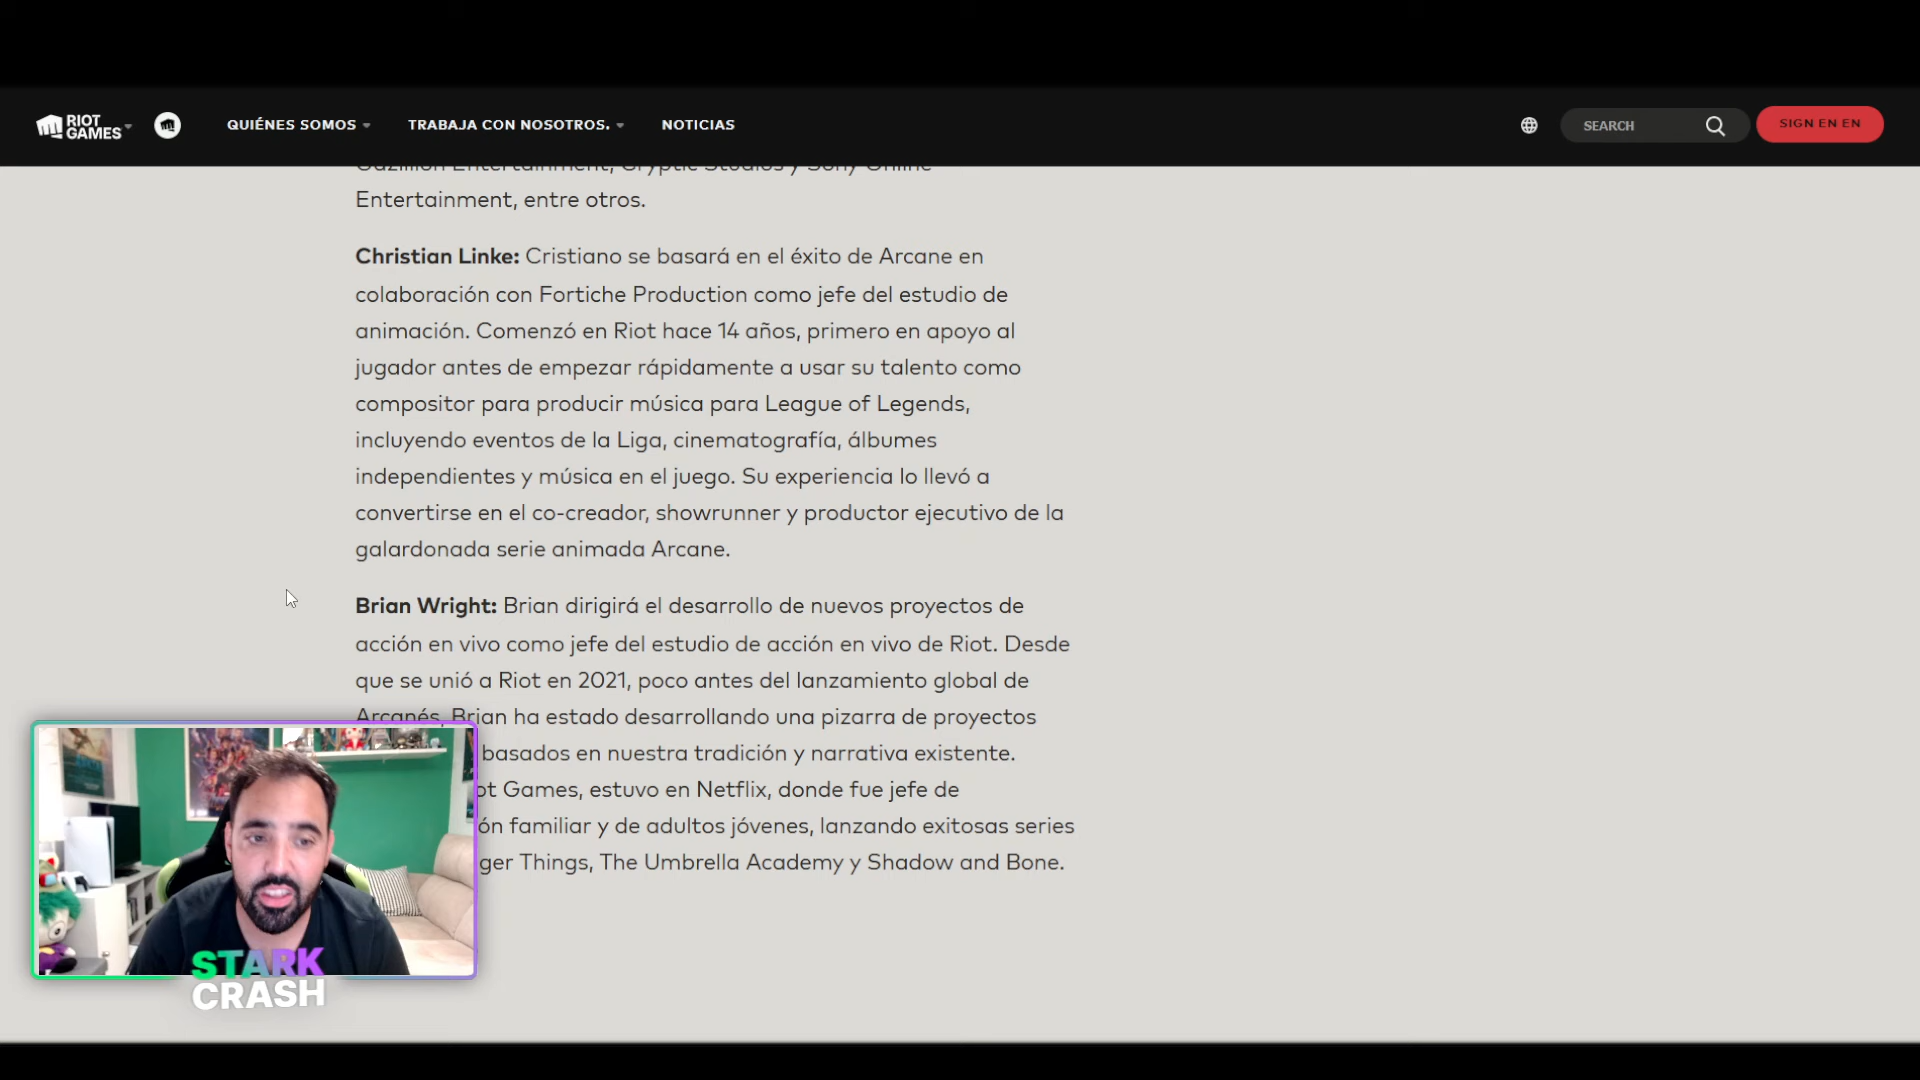 RIOT
GAMES
QUIÉNES SOMOS
TRABAJA CON NOSOTROS.
NOTICIAS
SEARCH
SIGN EN EN
Entertainment, Cryptic Studios y Sony Online
Entertainment, entre otros.
Christian Linke: Cristiano se basará en el éxito de Arcane en
colaboración con Fortiche Production como jefe del estudio de
animación. Comenzó en Riot hace 14 años, primero en apoyo al
jugador antes de empezar rápidamente a usar su talento como
compositor para producir música para League of Legends,
incluyendo eventos de la Liga, cinematografía, álbumes
independientes y música en el juego. Su experiencia lo llevó a
convertirse en el co-creador, showrunner y productor ejecutivo de la
galardonada serie animada Arcane.
Brian Wright: Brian dirigirá el desarrollo de nuevos proyectos de
acción en vivo como jefe del estudio de acción en vivo de Riot. Desde
que se unió a Riot en 2021, poco antes del lanzamiento global de
Arcanés, Brian ha estado desarrollando una pizarra de proyectos
basados en nuestra tradición y narrativa existente.
ot Games, estuvo en Netflix, donde fue jefe de
ón familiar y de adultos jóvenes, lanzando exitosas series
ger Things, The Umbrella Academy y Shadow and Bone.
STARK
CRASH